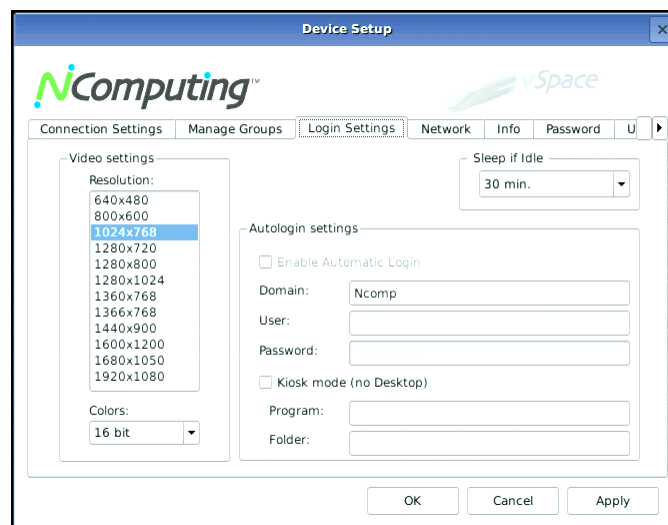 Device Setup
NComputing™
vSpace
Connection Settings
Manage Groups
Login Settings
Network
Info
Password
U
Video settings
Resolution:
640x480
800x600
1024x768
1280x720
1280x800
1280x1024
1360x768
1366x768
1440x900
1600x1200
1680x1050
1920x1080
Colors:
16 bit
Sleep if Idle
30 min.
Autologin settings
Enable Automatic Login
Domain:
Ncomp
User:
Password:
Kiosk mode (no Desktop)
Program:
Folder:
OK
Cancel
Apply